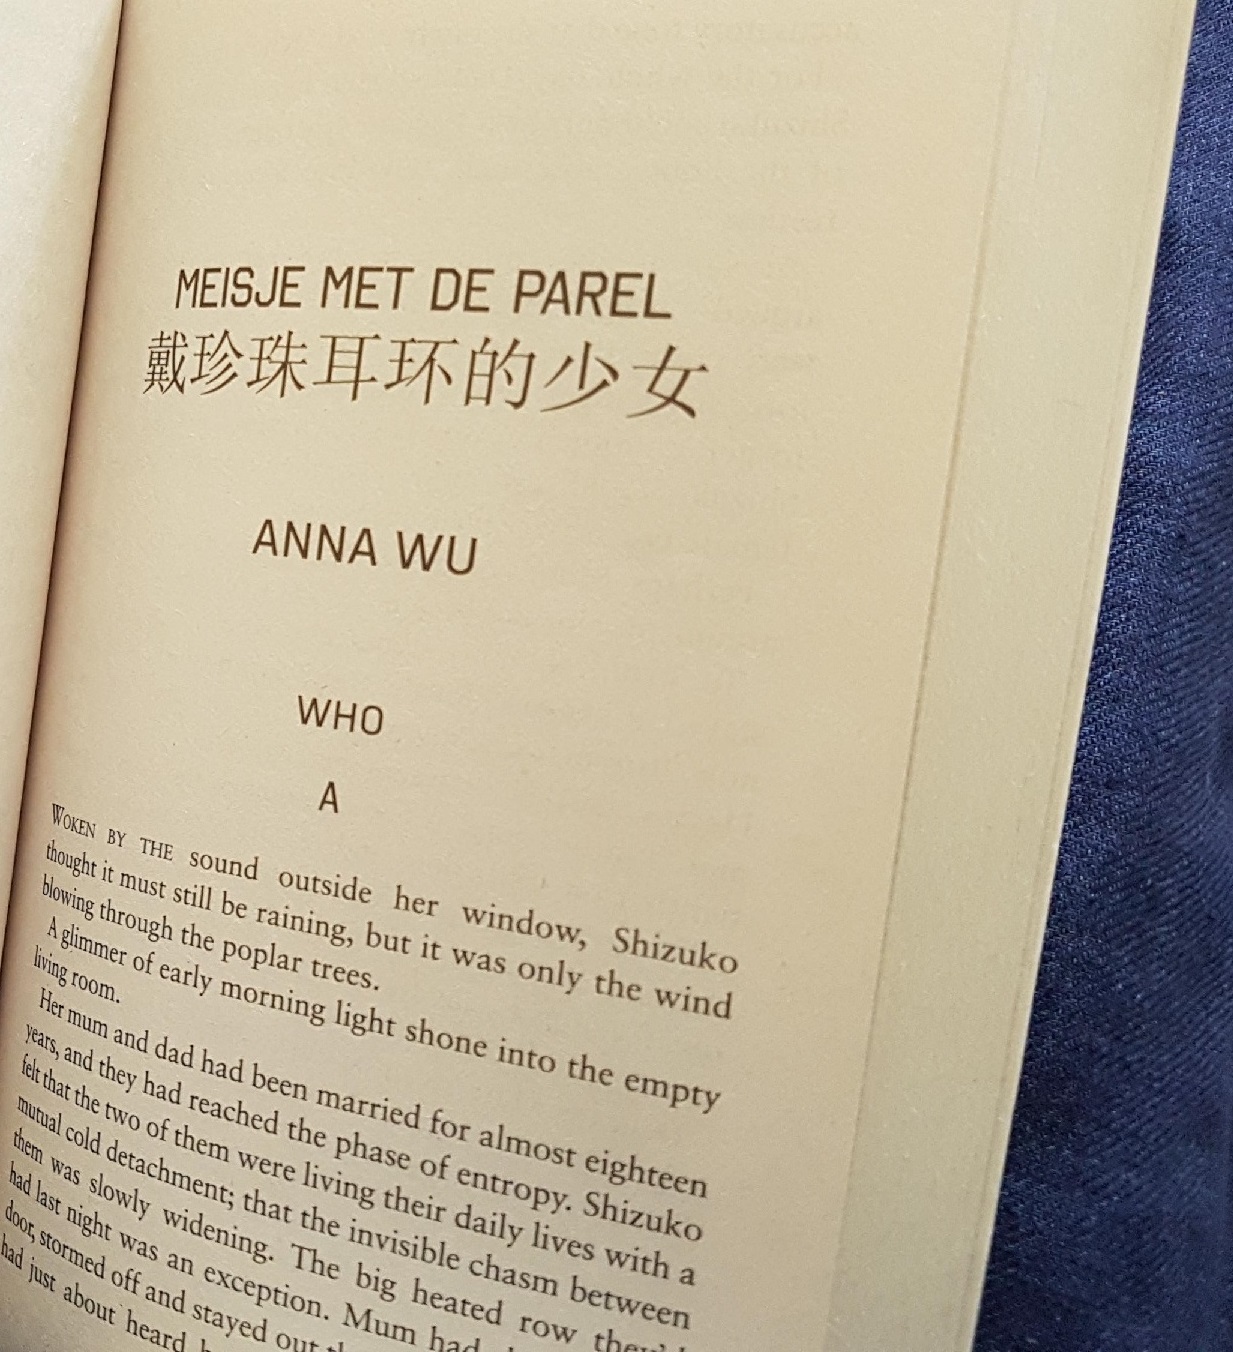 MEISJE MET DE PAREL
戴珍珠耳环的少女
ANNA WU
WHO
A
WOKEN BY THE sound outside her window, Shizuko
thought it must still be raining, but it was only the wind
blowing through the poplar trees.
A glimmer of early morning light shone into the empty
living room.
Her mum and dad had been married for almost eighteen
years, and they had reached the phase of entropy. Shizuko
felt that the two of them were living their daily lives with a
mutual cold detachment; that the invisible chasm between
them was slowly widening. The big heated row
had last night was an exception. Mum had
door, stormed off and stayed out
had just about heard